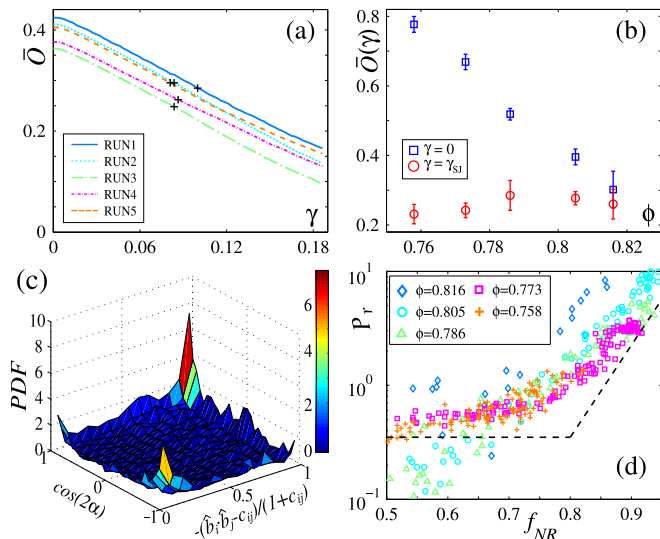 (a)
Ō
0.4
0.2
0
0
0.06
0.12
0.18
γ
RUN1
RUN2
RUN3
RUN4
RUN5
(b)
Ō(γ)
0.8
0.6
0.4
0.2
γ = 0
γ = γ_SJ
0.76
0.78
0.8
0.82
ϕ
(c)
PDF
10
8
6
4
2
0
1
0
−1
cos(2α)
0
0.5
1
-(b̂_i b̂_j-c_ij)/(1+c_ij)
6
4
2
0
(d)
P_r
10^1
10^0
10^-1
ϕ=0.816
ϕ=0.805
ϕ=0.786
ϕ=0.773
ϕ=0.758
0.5
0.6
0.7
0.8
0.9
f_NR